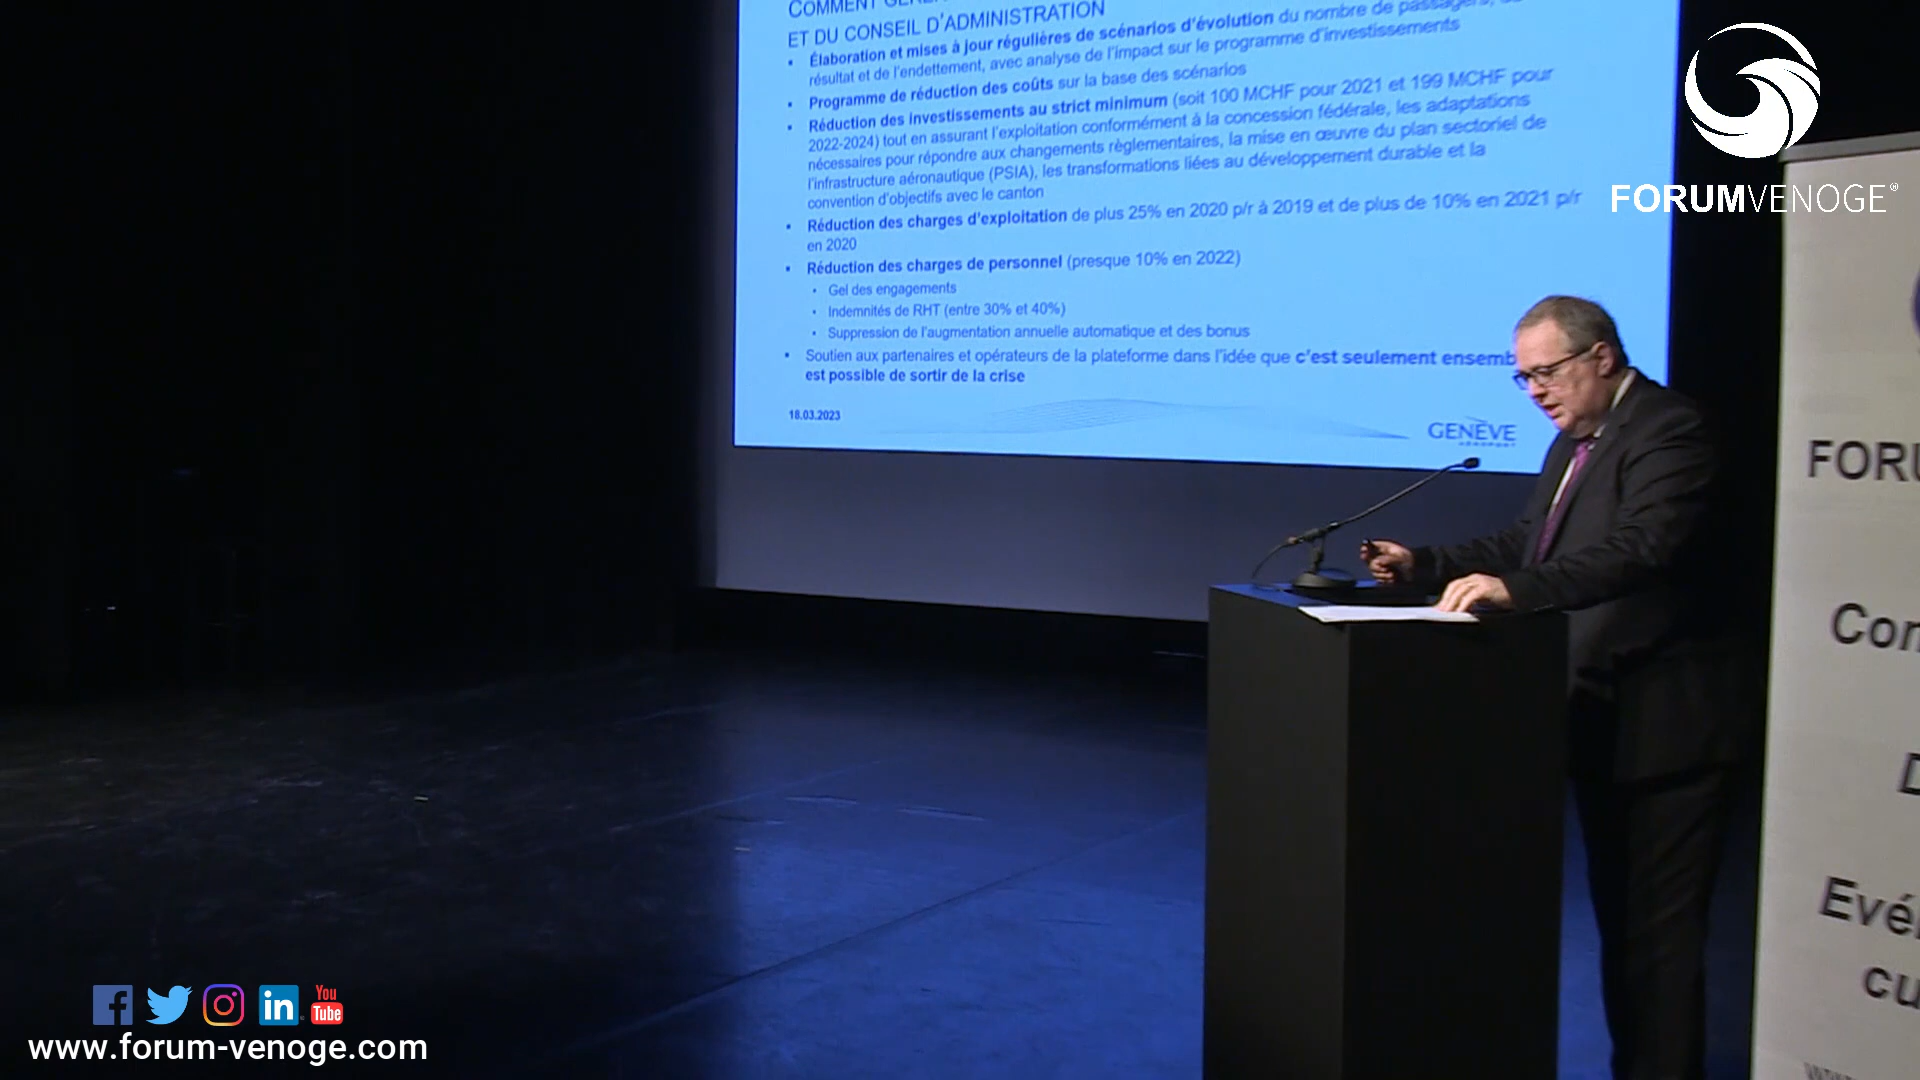 COMMENT
ET DU CONSEIL D'ADMINISTRATION
• Élaboration et mises à jour régulières de scénarios d'évolution du nombre de passagers,
résultat et de l'endettement, avec analyse de l'impact sur le programme d'investissements
• Programme de réduction des coûts sur la base des scénarios
• Réduction des investissements au strict minimum (soit 100 MCHF pour 2021 et 199 MCHF pour
2022-2024) tout en assurant l'exploitation conformément à la concession fédérale, les adaptations
nécessaires pour répondre aux changements règlementaires, la mise en œuvre du plan sectoriel de
l'infrastructure aéronautique (PSIA), les transformations liées au développement durable et la
convention d'objectifs avec le canton
• Réduction des charges d'exploitation de plus 25% en 2020 p/r à 2019 et de plus de 10% en 2021 p/r
en 2020
• Réduction des charges de personnel (presque 10% en 2022)
• Gel des engagements
• Indemnités de RHT (entre 30% et 40%)
• Suppression de l'augmentation annuelle automatique et des bonus
• Soutien aux partenaires et opérateurs de la plateforme dans l'idée que c'est seulement ensemb
est possible de sortir de la crise
18.03.2023
GENÈVE
AÉROPORT
FORUMVENOGE®
FORU
Con
D
Evé
cu
in
You
Tube
www.forum-venoge.com